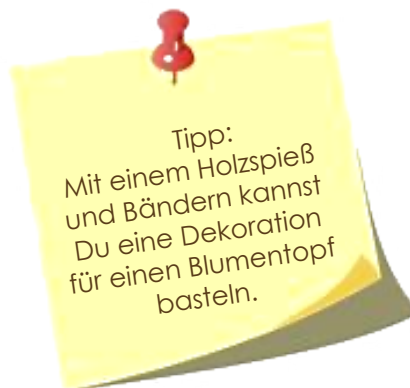 Tipp:
Mit einem Holzspieß
und Bändern kannst
Du eine Dekoration
für einen Blumentopf
basteln.